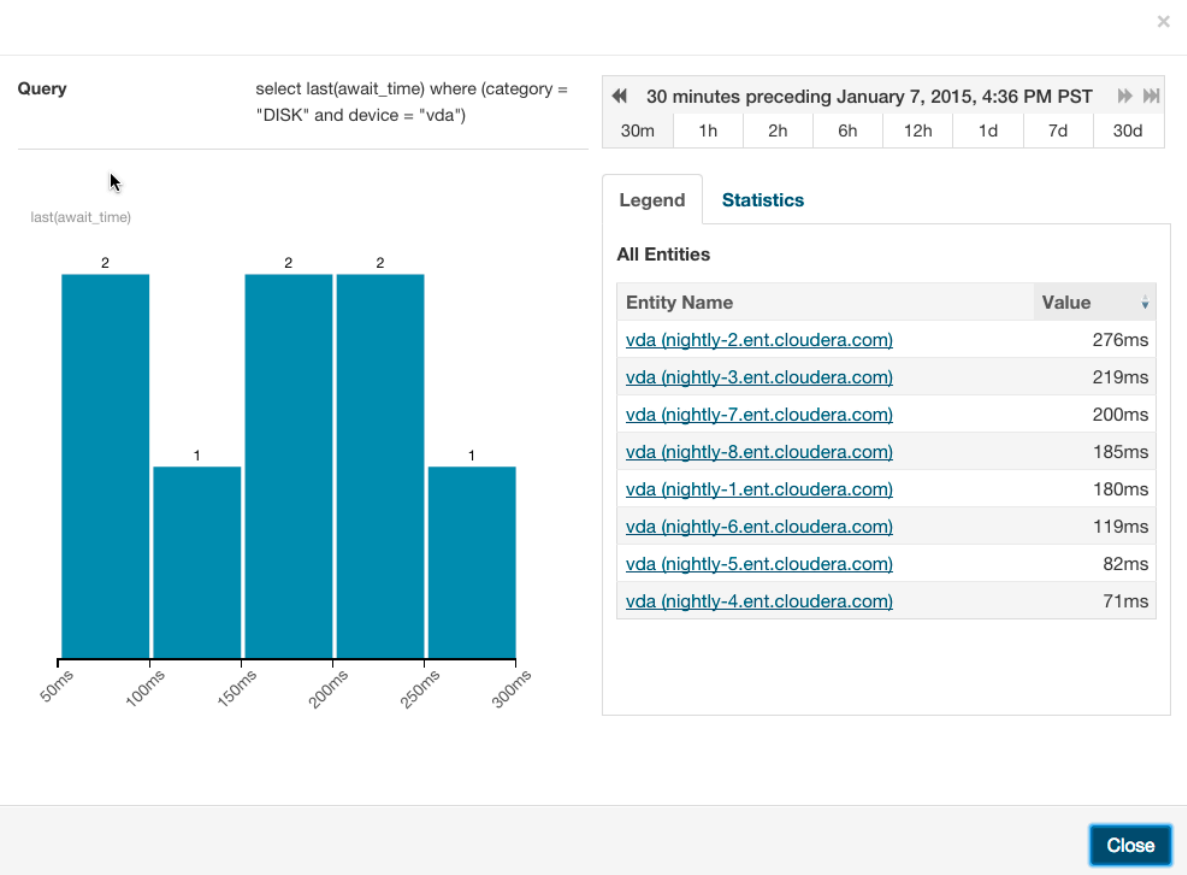 ×
Query
select last(await_time) where (category =
"DISK" and device = "vda")
30 minutes preceding January 7, 2015, 4:36 PM PST
30m 1h 2h 6h 12h 1d 7d 30d
last(await_time)
2 1 2 2 1
50ms 100ms 150ms 200ms 250ms 300ms
Legend Statistics
All Entities
Entity Name Value
vda (nightly-2.ent.cloudera.com) 276ms
vda (nightly-3.ent.cloudera.com) 219ms
vda (nightly-7.ent.cloudera.com) 200ms
vda (nightly-8.ent.cloudera.com) 185ms
vda (nightly-1.ent.cloudera.com) 180ms
vda (nightly-6.ent.cloudera.com) 119ms
vda (nightly-5.ent.cloudera.com) 82ms
vda (nightly-4.ent.cloudera.com) 71ms
Close